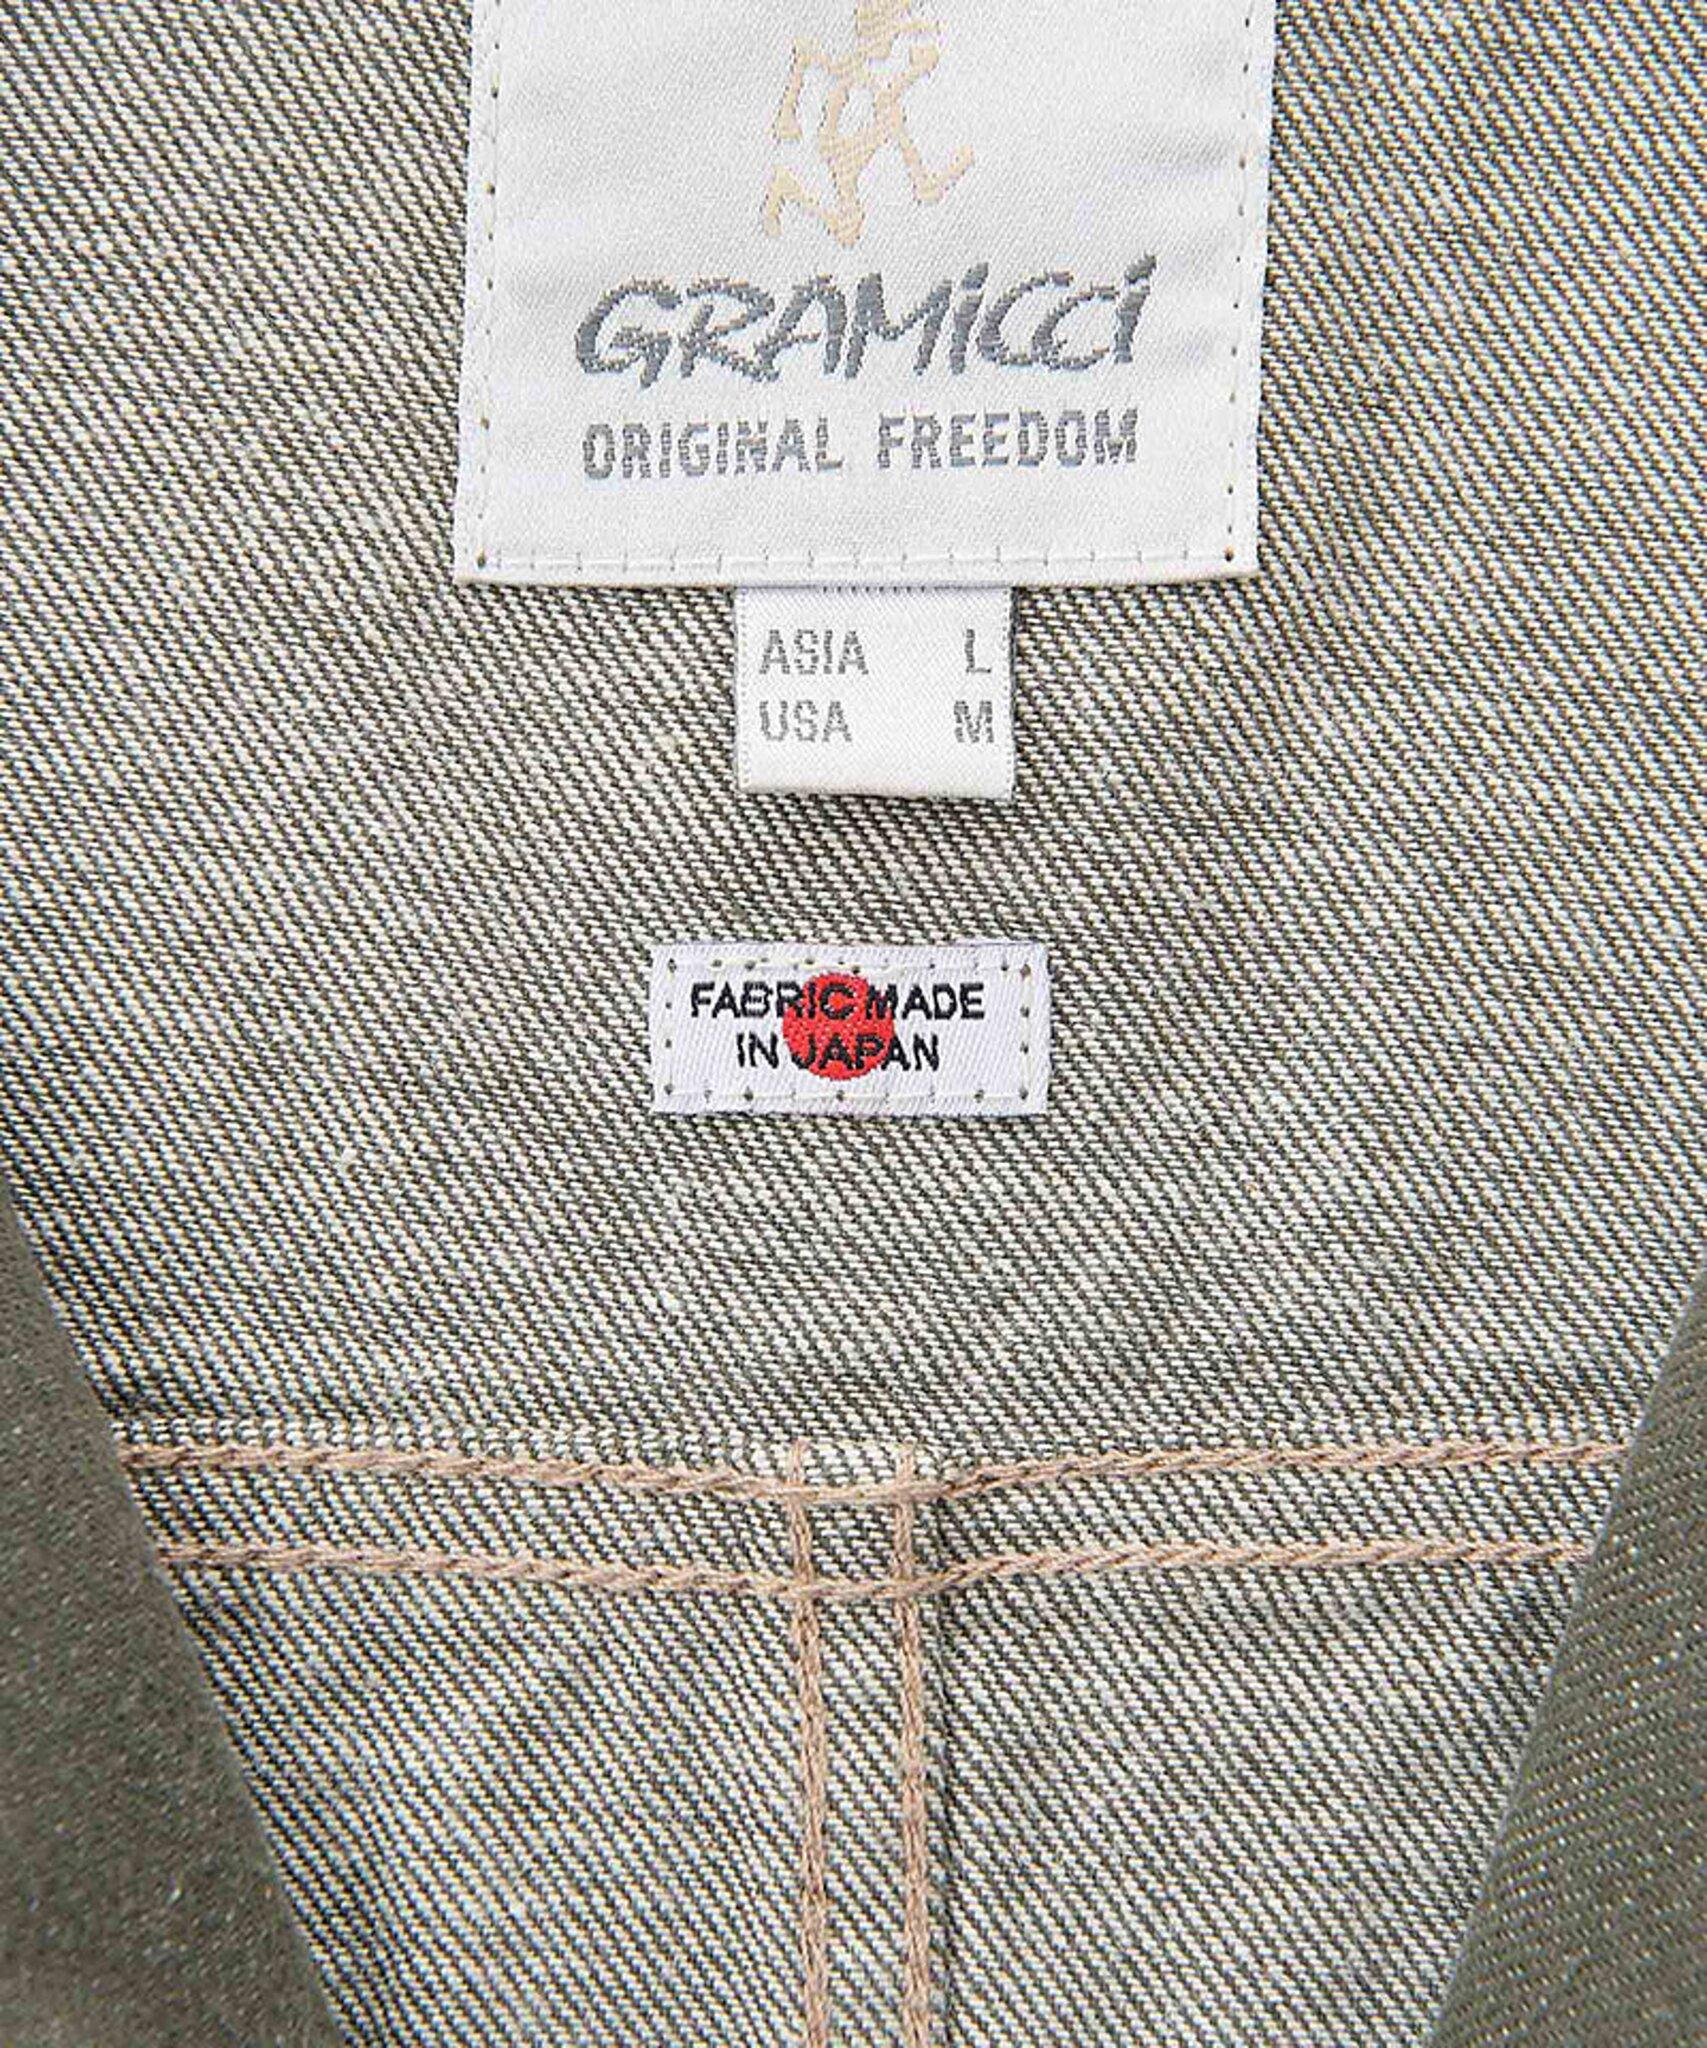 GRAMiCCi
ORIGINAL FREEDOM
ASIA L
USA M
FABRIC MADE
IN JAPAN